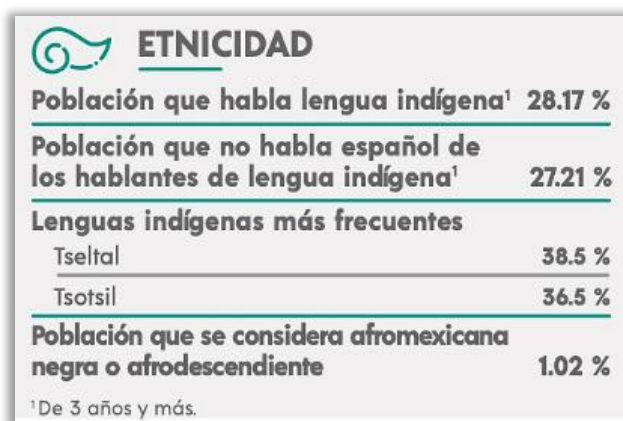 ETNICIDAD
Población que habla lengua indígena¹ 28.17 %
Población que no habla español de
los hablantes de lengua indígena¹ 27.21 %
Lenguas indígenas más frecuentes
Tseltal 38.5 %
Tsotsil 36.5 %
Población que se considera afromexicana
negra o afrodescendiente 1.02 %
¹De 3 años y más.